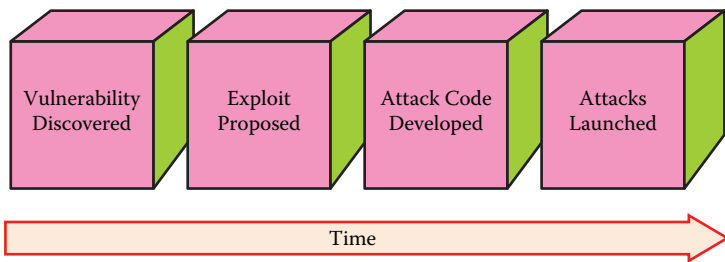 Vulnerability
Discovered
Exploit
Proposed
Attack Code
Developed
Attacks
Launched
Time